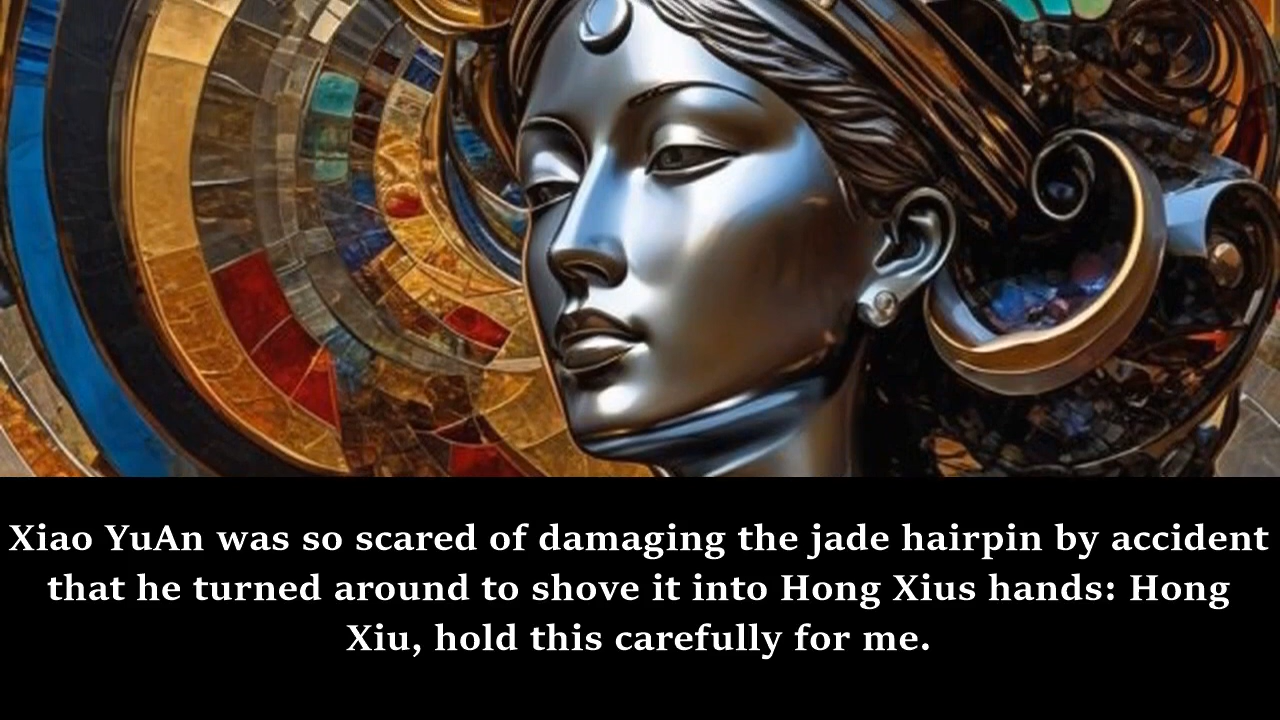 Xiao YuAn was so scared of damaging the jade hairpin by accident
that he turned around to shove it into Hong Xius hands: Hong
Xiu, hold this carefully for me.